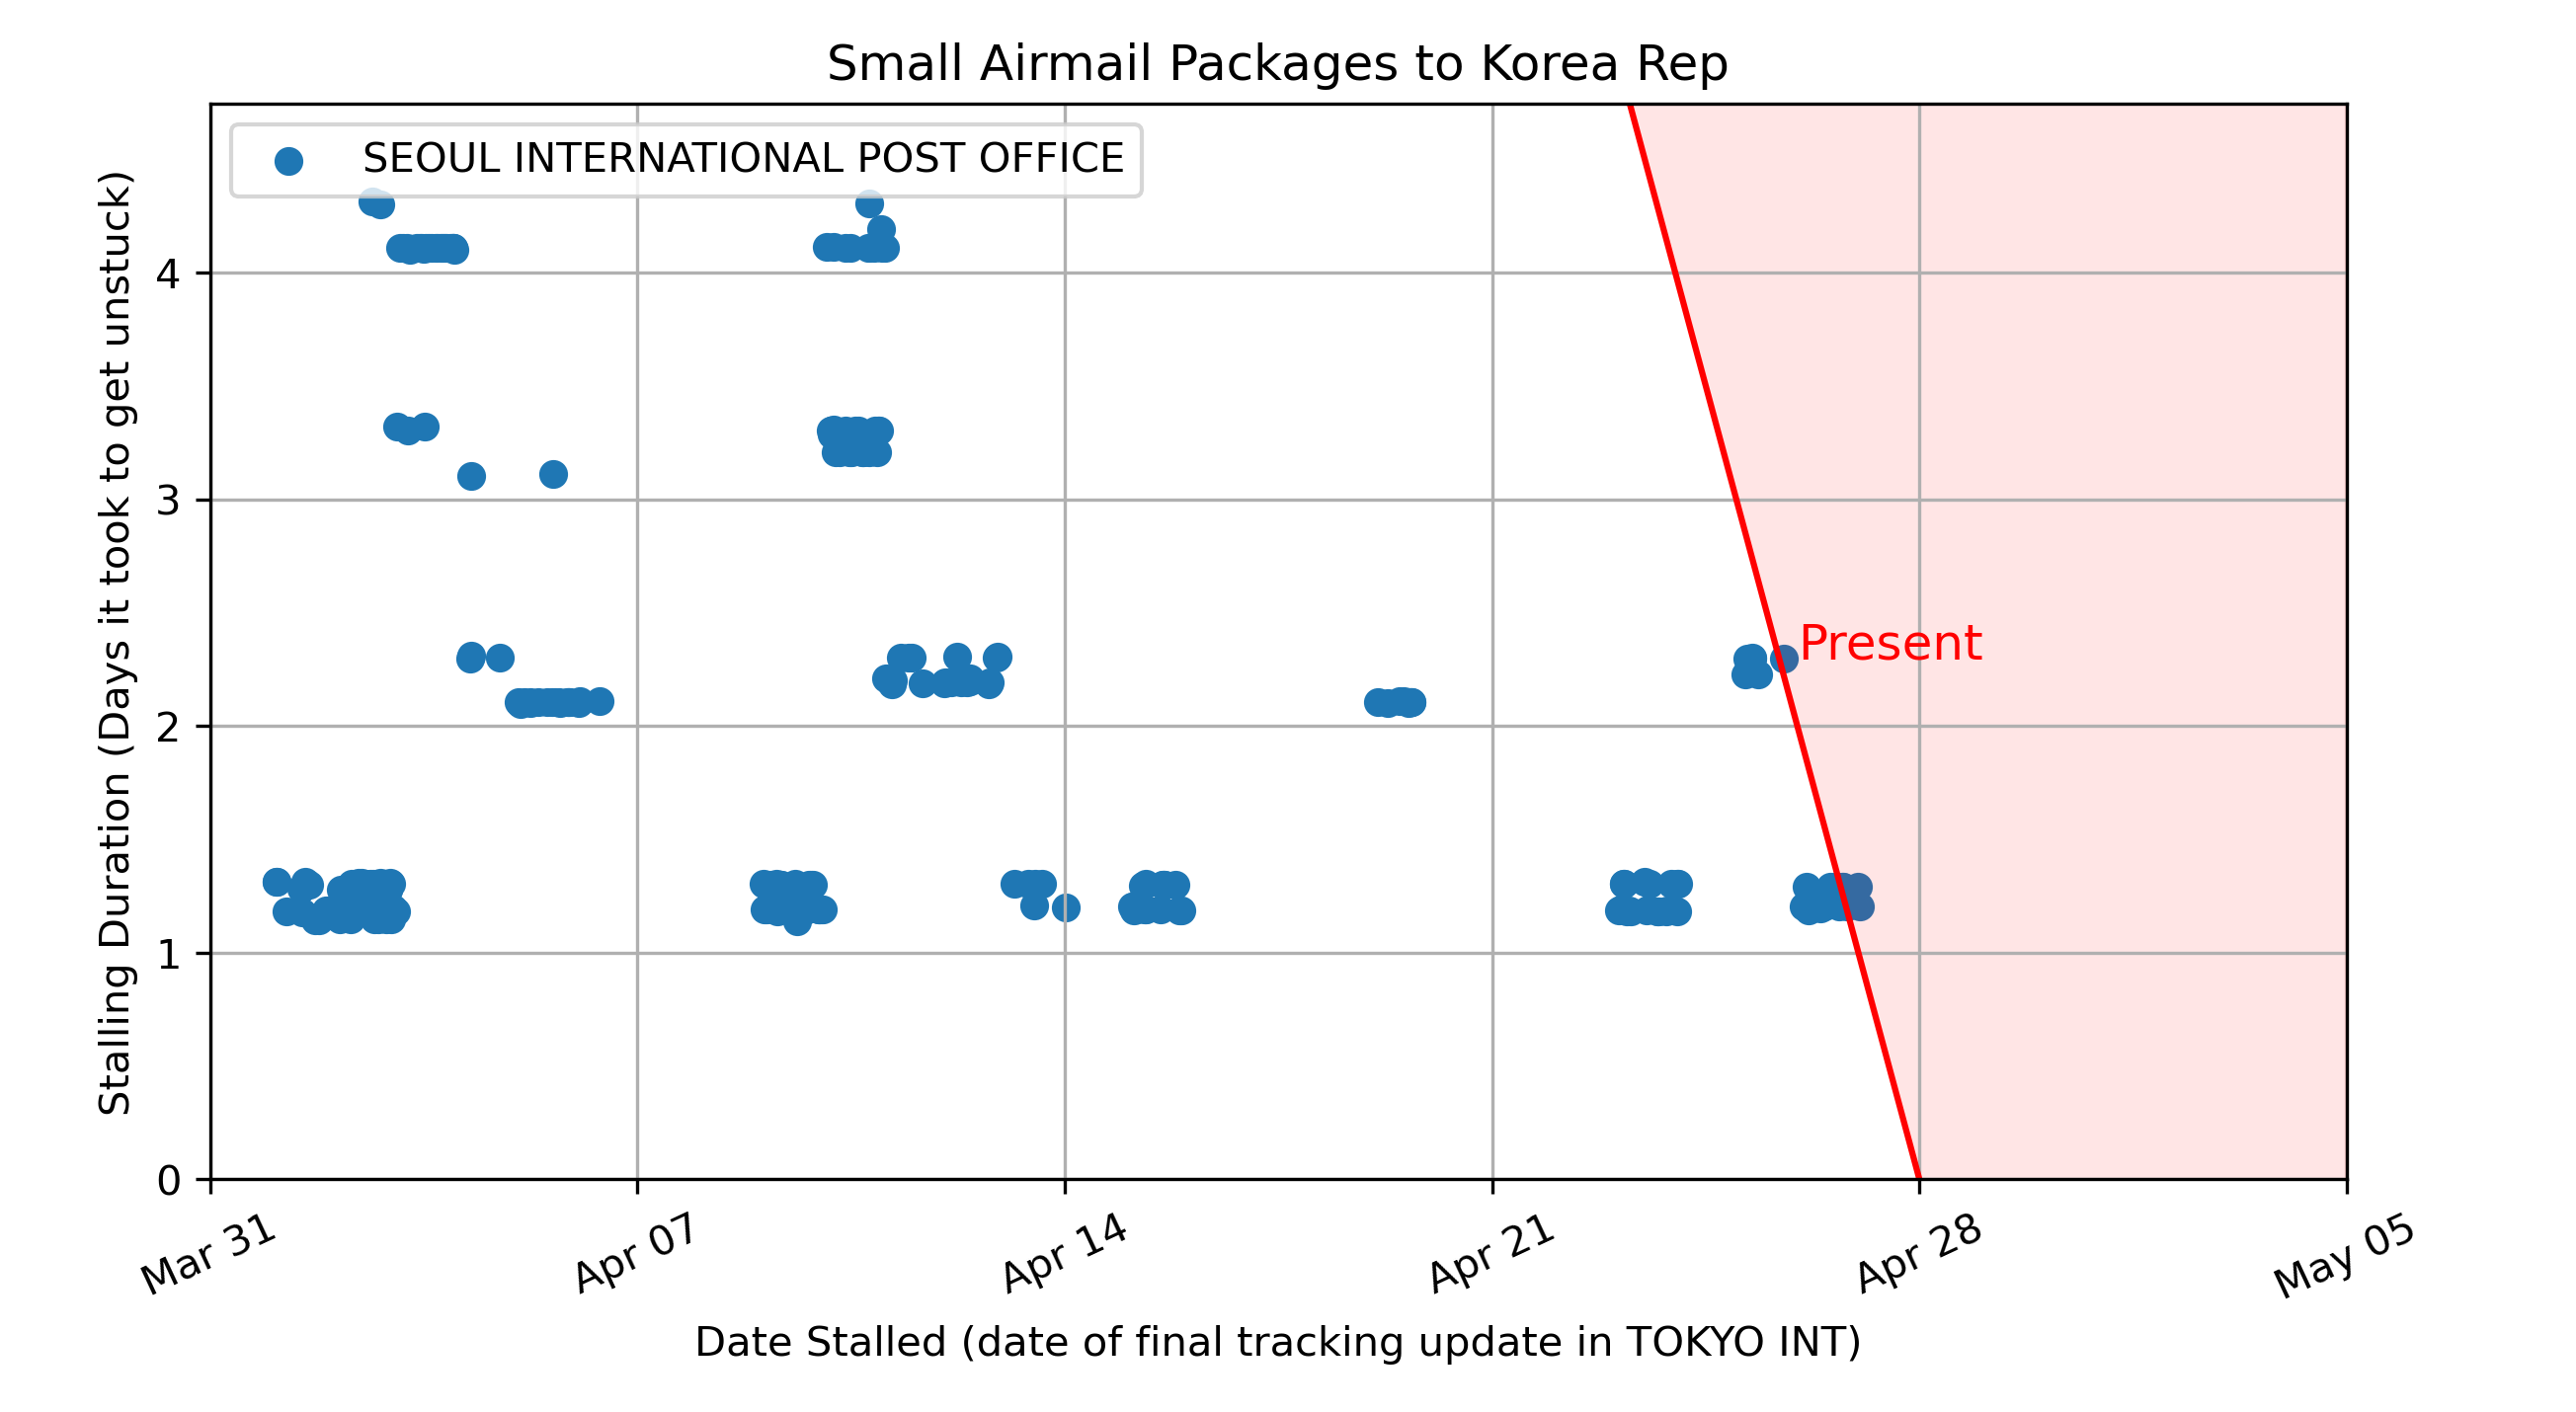 Small Airmail Packages to Korea Rep
SEOUL INTERNATIONAL POST OFFICE
Stalling Duration (Days it took to get unstuck)
4
3
2
1
0
Present
Mar 31
Apr 07
Apr 14
Apr 21
Apr 28
May 05
Date Stalled (date of final tracking update in TOKYO INT)